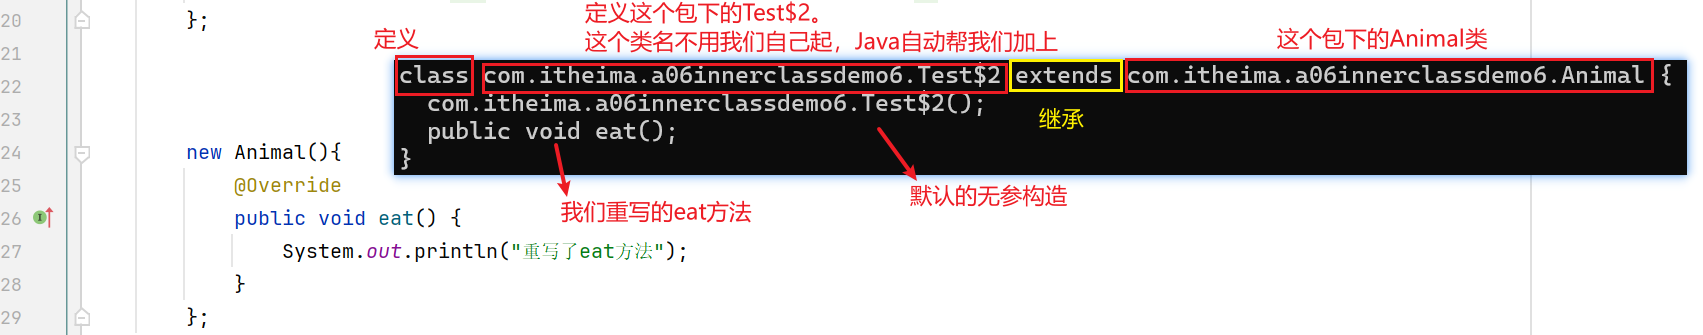 定义这个包下的Test$2。
定义
这个类名不用我们自己起，Java自动帮我们加上
这个包下的Animal类
class com.itheima.a06innerclassdemo6.Test$2 extends com.itheima.a06innerclassdemo6.Animal {
com.itheima.a06innerclassdemo6.Test$2();
继承
public void eat();
}
默认的无参构造
我们重写的eat方法
20 };
21
22
23
24 new Animal(){
25 @Override
26 public void eat() {
27 System.out.println("重写了eat方法");
28 }
29 };